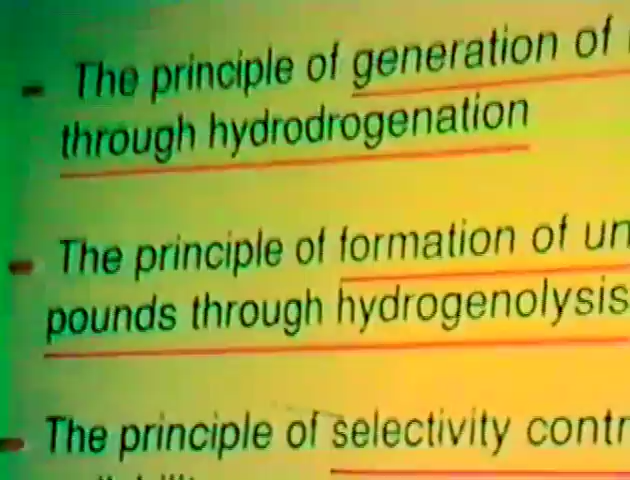 - The principle of generation of
through hydrodrogenation
- The principle of formation of un
pounds through hydrogenolysis
- The principle of selectivity contr